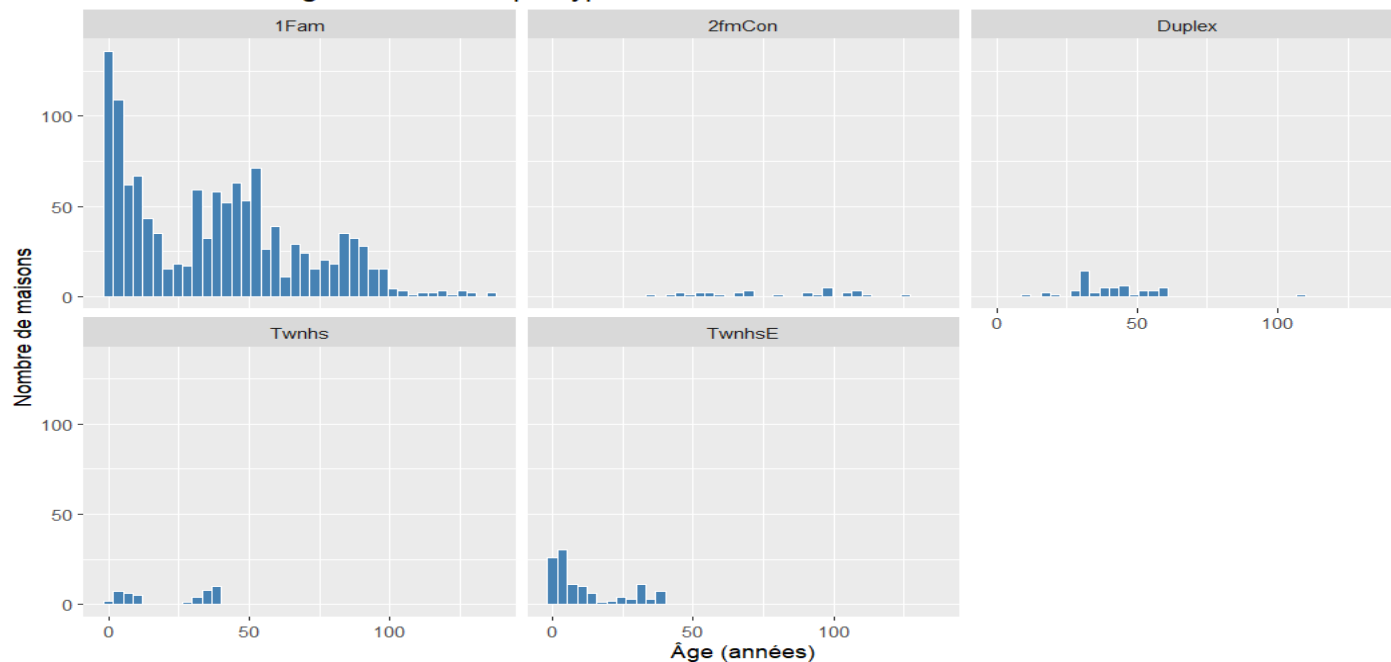 1Fam 2fmCon Duplex
100
50
0
0 50 100
Twnhs TwnhsE
100
50
0
0 50 100 0 50 100
Nombre de maisons
Âge (années)